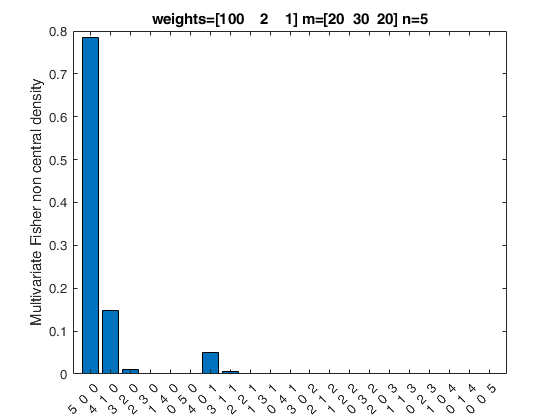 weights=[100 2 1] m=[20 30 20] n=5
Multivariate Fisher non central density
0.8
0.7
0.6
0.5
0.4
0.3
0.2
0.1
0
5 0 0
4 1 0
3 2 0
2 3 0
1 4 0
0 5 0
4 0 1
3 1 1
2 2 1
1 3 1
0 4 1
3 0 2
2 1 2
1 2 2
0 3 2
2 0 3
1 1 3
0 2 3
1 0 4
0 1 4
0 0 5